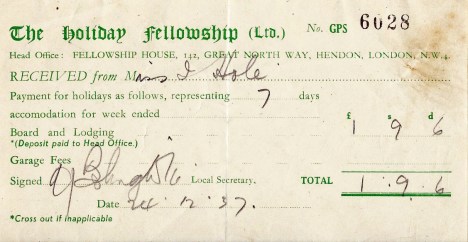 The Holiday Fellowship (Ltd.) No. GPS 6028
Head Office: FELLOWSHIP HOUSE, 142, GREAT NORTH WAY, HENDON, LONDON, N.W.4.
RECEIVED from Miss I Hole
Payment for holidays as follows, representing 7 days
accomodation for week ended
£ s d
Board and Lodging 1 9 6
*(Deposit paid to Head Office.)
Garage Fees
Signed Local Secretary. TOTAL 1. 9. 6
Date 24. 12. 37.
*Cross out if inapplicable